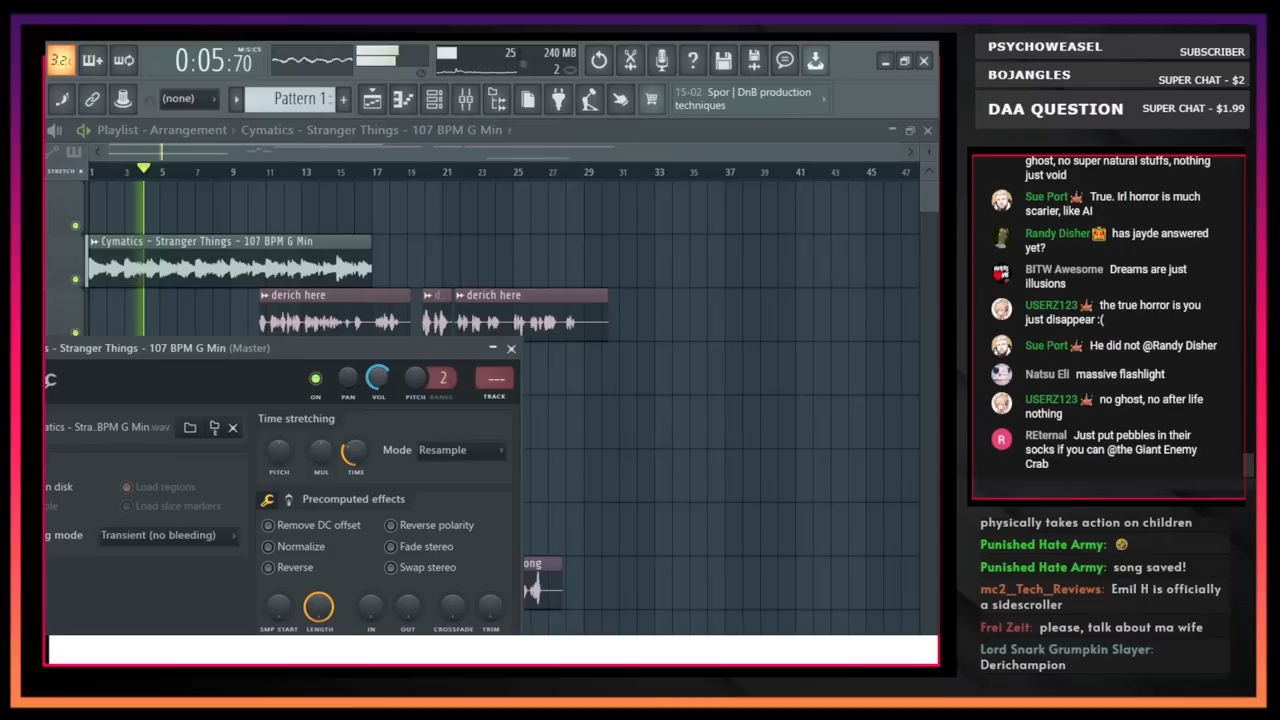 3.2.
0:05:70
M:S:CS
25
240 MB
2
(none)
Pattern 1
15-02 Spor | DnB production
techniques
Playlist - Arrangement › Cymatics - Stranger Things - 107 BPM G Min ›
STRETCH
1 3 5 7 9 11 13 15 17 19 21 23 25 27 29 31 33 35 37 39 41 43 45 47
Cymatics - Stranger Things - 107 BPM G Min
derich here
d..
derich here
s - Stranger Things - 107 BPM G Min (Master)
2
---
ON PAN VOL PITCH RANGE TRACK
atics - Stra..BPM G Min.wav
Time stretching
Mode Resample
PITCH MUL TIME
n disk
Load regions
ple
Load slice markers
g mode Transient (no bleeding)
Precomputed effects
Remove DC offset
Reverse polarity
Normalize
Fade stereo
Reverse
Swap stereo
SMP START LENGTH IN OUT CROSSFADE TRIM
ong
PSYCHOWEASEL SUBSCRIBER
BOJANGLES SUPER CHAT - $2
DAA QUESTION SUPER CHAT - $1.99
ghost, no super natural stuffs, nothing
just void
Sue Port True. Irl horror is much
scarier, like AI
Randy Disher has jayde answered
yet?
BITW Awesome Dreams are just
illusions
USERZ123 the true horror is you
just disappear :(
Sue Port He did not @Randy Disher
Natsu Eli massive flashlight
USERZ123 no ghost, no after life
nothing
R
REternal Just put pebbles in their
socks if you can @the Giant Enemy
Crab
physically takes action on children
Punished Hate Army: 🤣
Punished Hate Army: song saved!
mc2_Tech_Reviews: Emil H is officially
a sidescroller
Frei Zeit: please, talk about ma wife
Lord Snark Grumpkin Slayer:
Derichampion